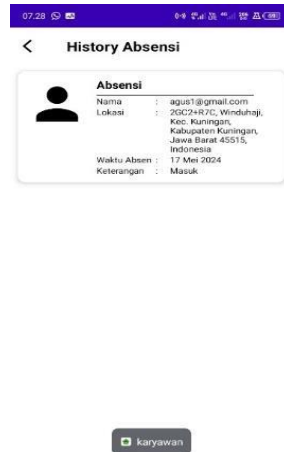 07.28
History Absensi
Absensi
Nama : agus1@gmail.com
Lokasi : 2GC2+R7C, Winduhaji,
Kec. Kuningan,
Kabupaten Kuningan,
Jawa Barat 45515,
Indonesia
Waktu Absen : 17 Mei 2024
Keterangan : Masuk
karyawan